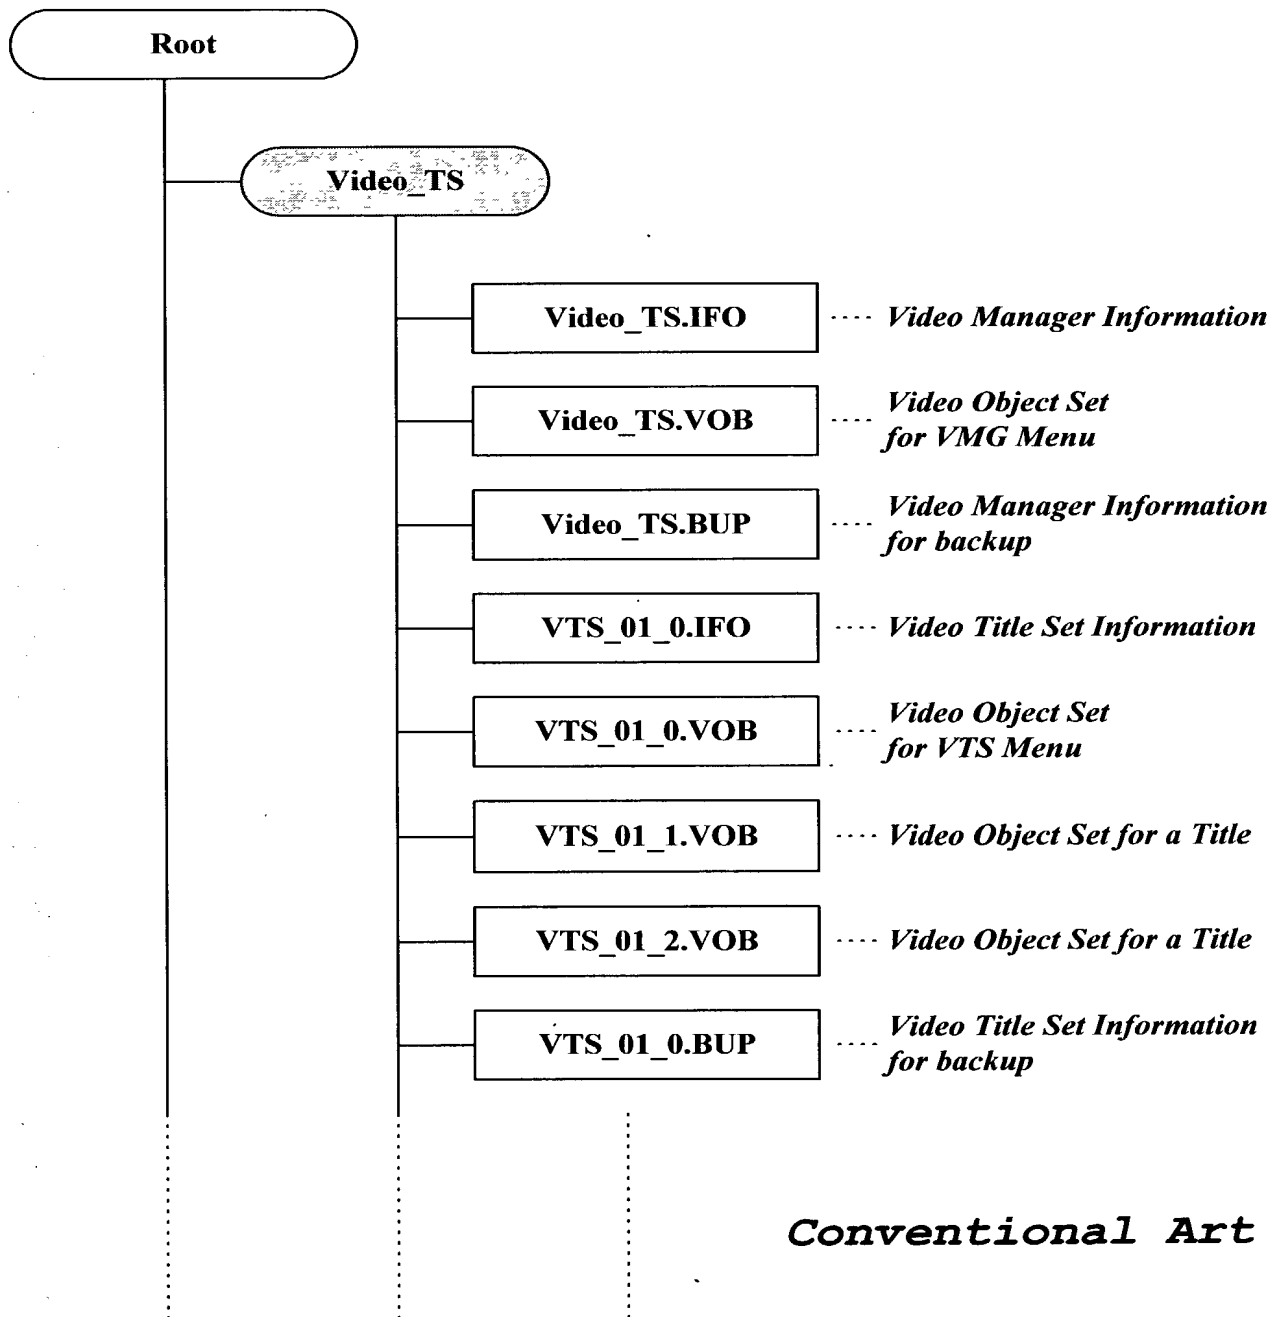 Root
Video_TS
Video_TS.IFO
Video Manager Information
Video_TS.VOB
Video Object Set
for VMG Menu
Video_TS.BUP
Video Manager Information
for backup
VTS_01_0.IFO
Video Title Set Information
VTS_01_0.VOB
Video Object Set
for VTS Menu
VTS_01_1.VOB
Video Object Set for a Title
VTS_01_2.VOB
Video Object Set for a Title
VTS_01_0.BUP
Video Title Set Information
for backup
Conventional Art